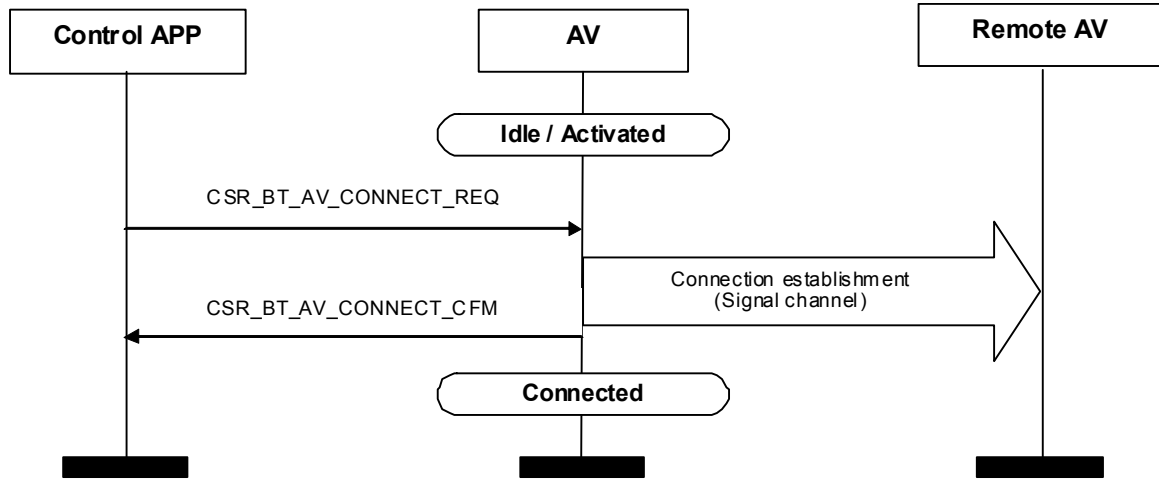 Control APP
AV
Remote AV
Idle / Activated
CSR_BT_AV_CONNECT_REQ
Connection establishment
(Signal channel)
CSR_BT_AV_CONNECT_CFM
Connected